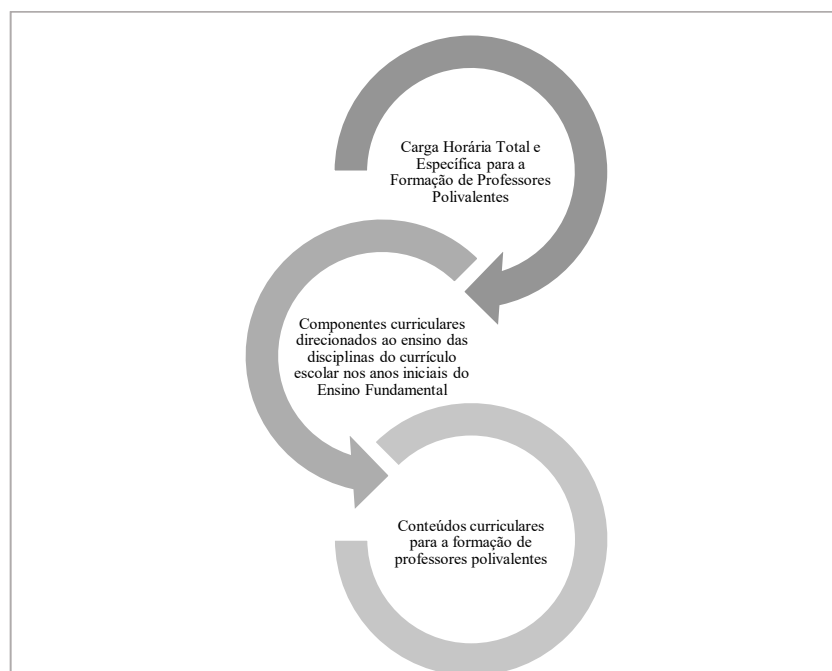 Carga Horária Total e
Específica para a
Formação de Professores
Polivalentes
Componentes curriculares
direcionados ao ensino das
disciplinas do currículo
escolar nos anos iniciais do
Ensino Fundamental
Conteúdos curriculares
para a formação de
professores polivalentes